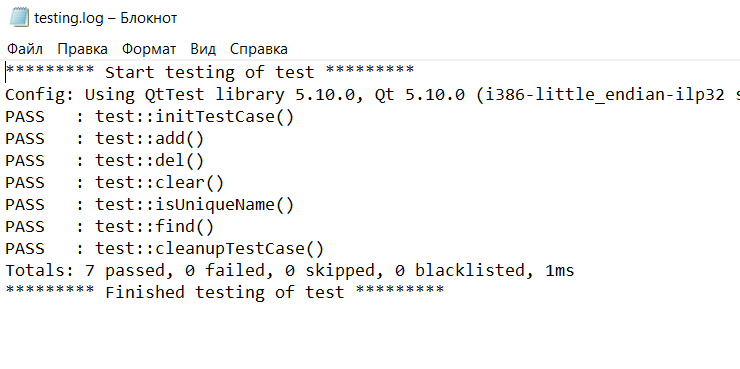 testing.log – Блокнот
Файл Правка Формат Вид Справка
********* Start testing of test *********
Config: Using QtTest library 5.10.0, Qt 5.10.0 (i386-little_endian-ilp32 s
PASS   : test::initTestCase()
PASS   : test::add()
PASS   : test::del()
PASS   : test::clear()
PASS   : test::isUniqueName()
PASS   : test::find()
PASS   : test::cleanupTestCase()
Totals: 7 passed, 0 failed, 0 skipped, 0 blacklisted, 1ms
********* Finished testing of test *********